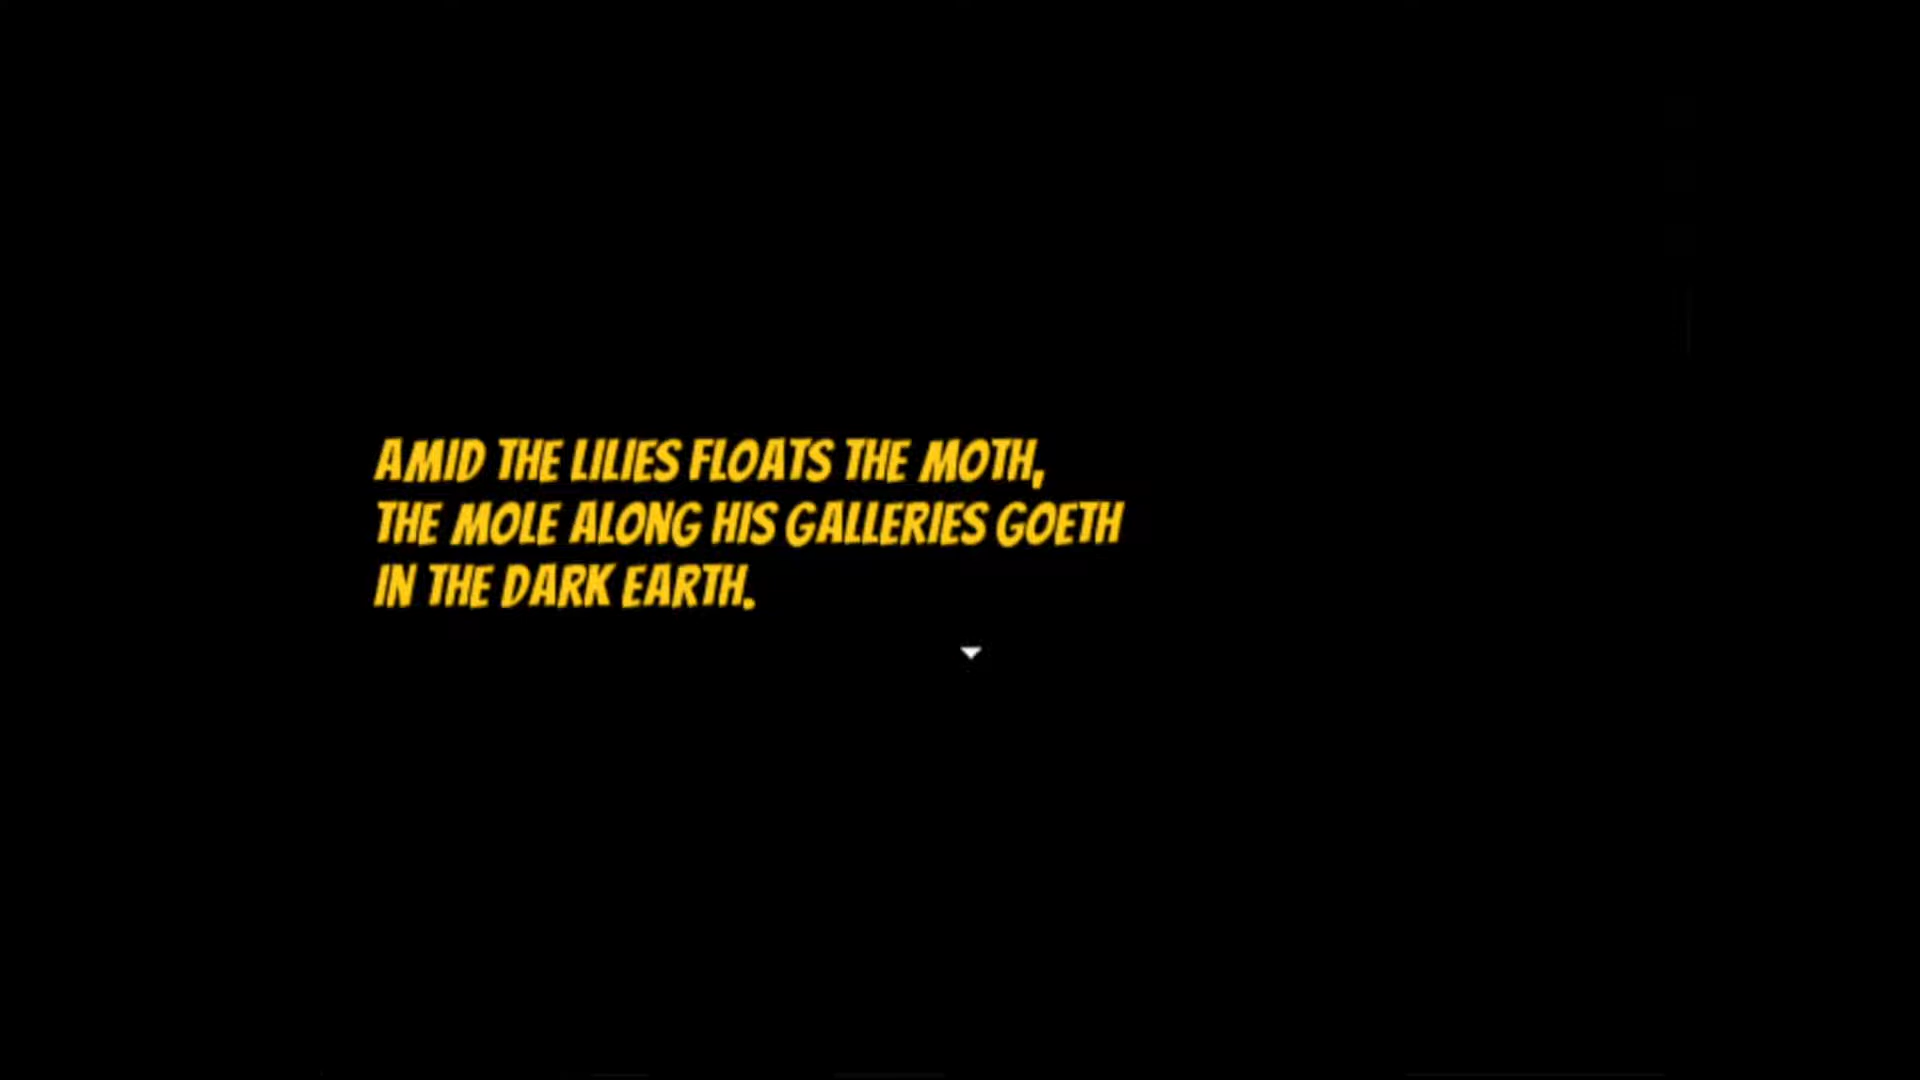 AMID THE LILIES FLOATS THE MOTH,
THE MOLE ALONG HIS GALLERIES GOETH
IN THE DARK EARTH.